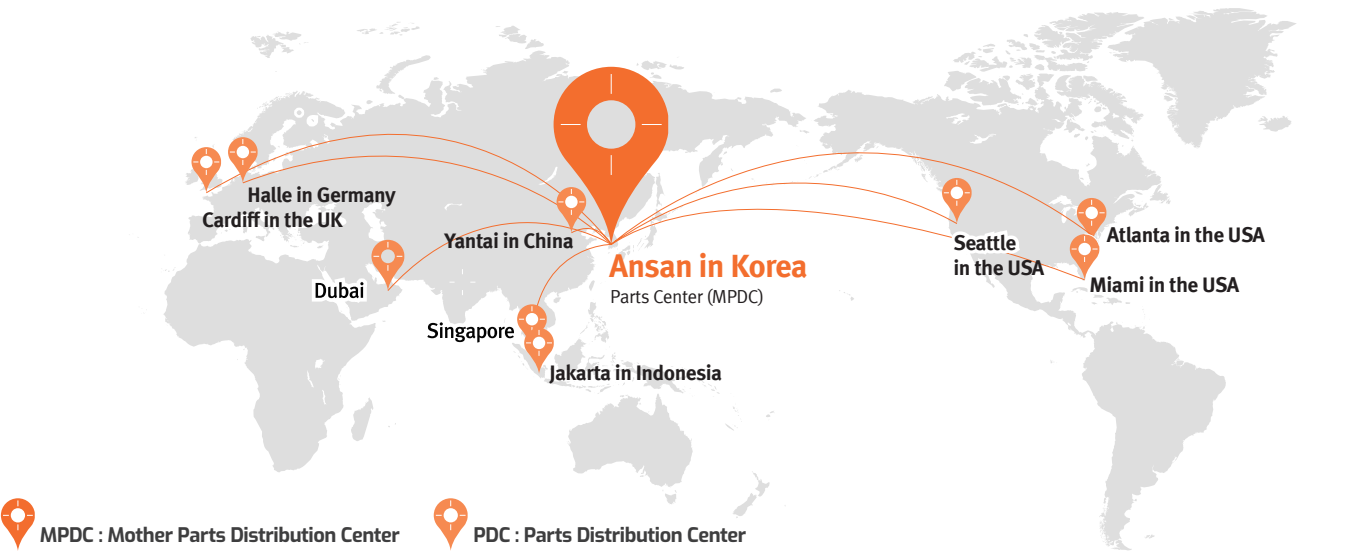 Halle in Germany
Cardiff in the UK
Yantai in China
Dubai
Singapore
Jakarta in Indonesia
Ansan in Korea
Parts Center (MPDC)
Seattle
in the USA
Atlanta in the USA
Miami in the USA
MPDC : Mother Parts Distribution Center
PDC : Parts Distribution Center